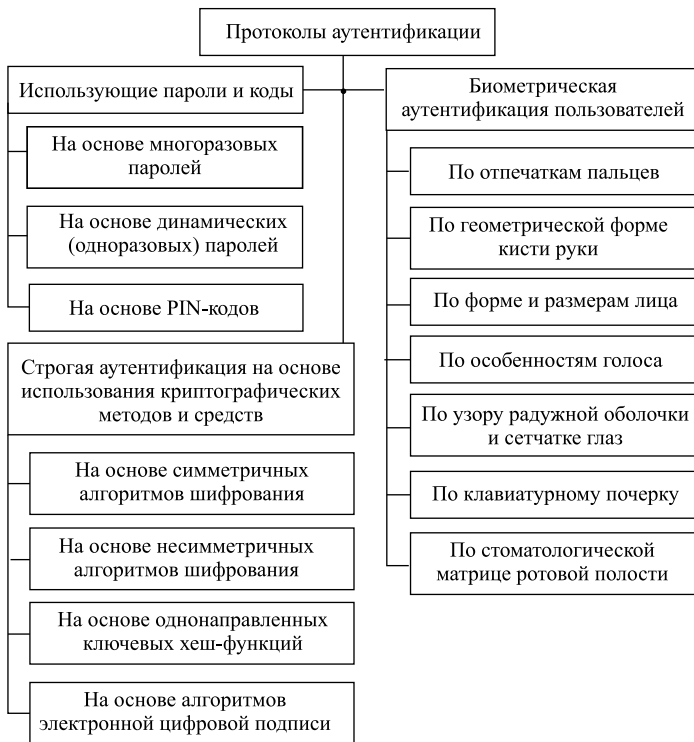 Протоколы аутентификации
Использующие пароли и коды
На основе многоразовых
паролей
На основе динамических
(одноразовых) паролей
На основе PIN-кодов
Строгая аутентификация на основе
использования криптографических
методов и средств
На основе симметричных
алгоритмов шифрования
На основе несимметричных
алгоритмов шифрования
На основе однонаправленных
ключевых хеш-функций
На основе алгоритмов
электронной цифровой подписи
Биометрическая
аутентификация пользователей
По отпечаткам пальцев
По геометрической форме
кисти руки
По форме и размерам лица
По особенностям голоса
По узору радужной оболочки
и сетчатке глаз
По клавиатурному почерку
По стоматологической
матрице ротовой полости